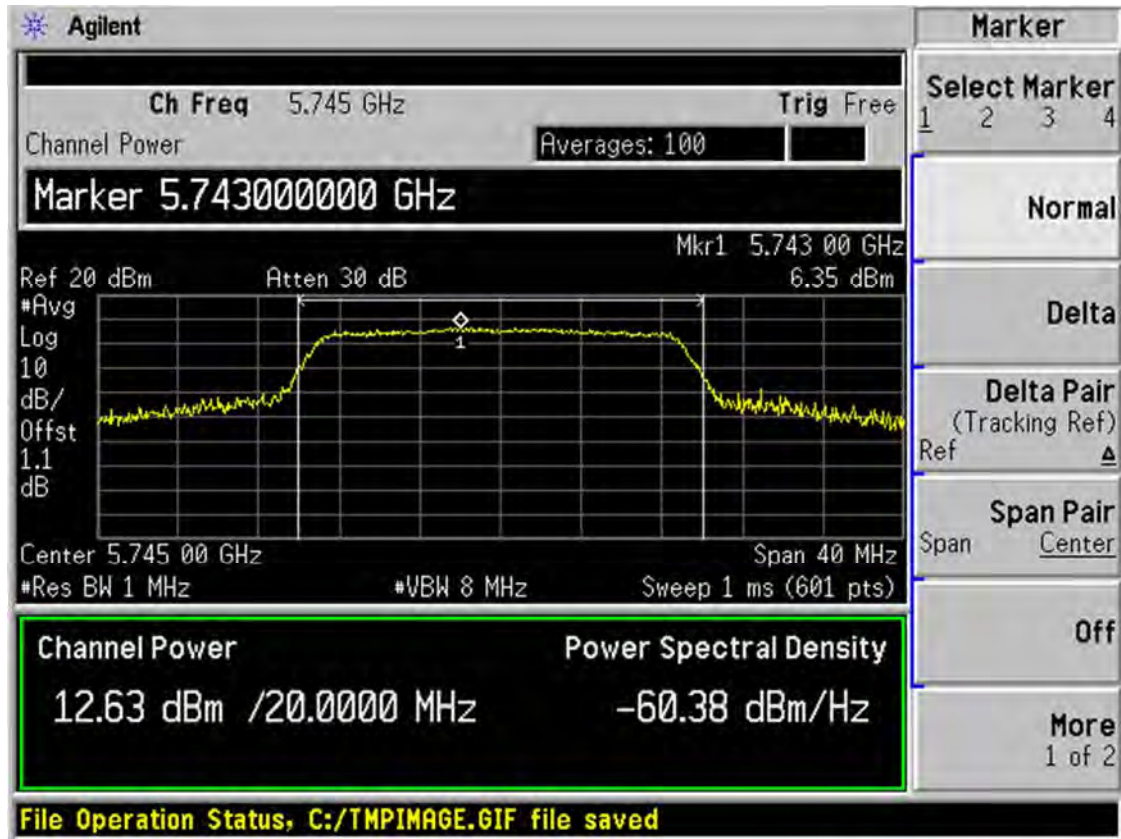 Agilent
Ch Freq 5.745 GHz Trig Free
Channel Power Averages: 100
Marker 5.743000000 GHz
Mkr1 5.743 00 GHz
Ref 20 dBm Atten 30 dB 6.35 dBm
#Avg
Log
10
dB/
Offst
1.1
dB
1
Center 5.745 00 GHz Span 40 MHz
#Res BW 1 MHz #VBW 8 MHz Sweep 1 ms (601 pts)
Channel Power Power Spectral Density
12.63 dBm /20.0000 MHz -60.38 dBm/Hz
File Operation Status, C:/TMPIMAGE.GIF file saved
Marker
Select Marker
1 2 3 4
Normal
Delta
Delta Pair
(Tracking Ref)
Ref Δ
Span Pair
Span Center
Off
More
1 of 2